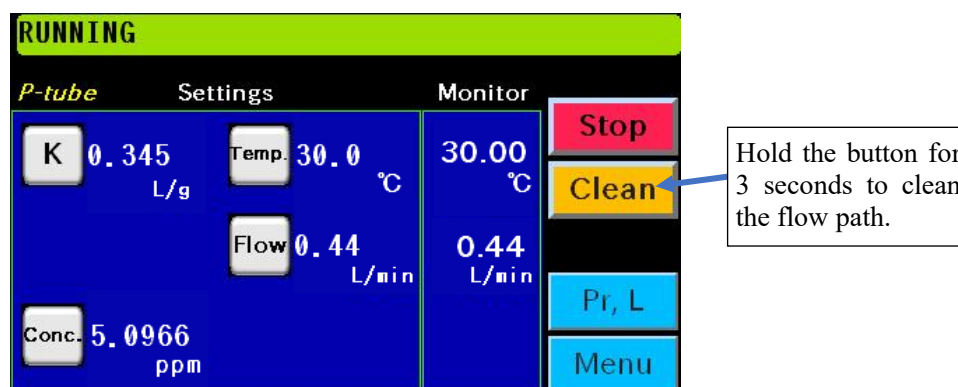 RUNNING
P-tube Settings Monitor
K 0.345 L/g
Temp. 30.0 ℃
30.00 ℃
Flow 0.44 L/min
0.44 L/min
Conc. 5.0966 ppm
Stop
Clean
Pr, L
Menu
Hold the button for
3 seconds to clean
the flow path.